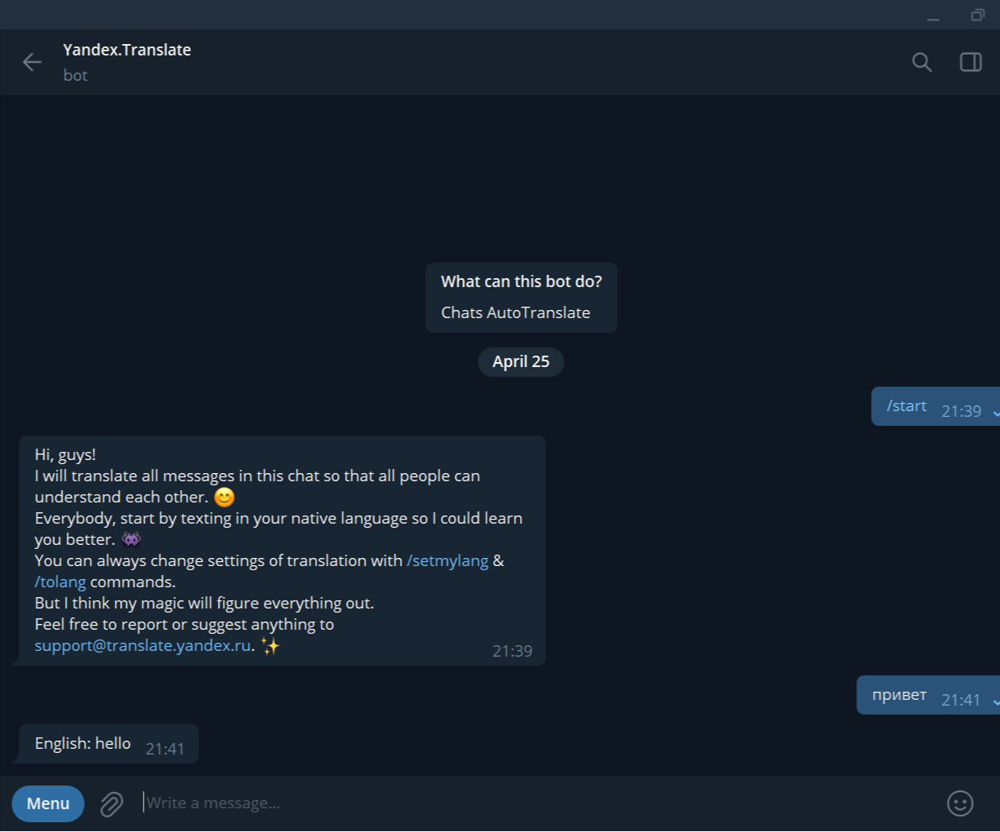 Yandex.Translate
bot
What can this bot do?
Chats AutoTranslate
April 25
/start 21:39
Hi, guys!
I will translate all messages in this chat so that all people can
understand each other. 😊
Everybody, start by texting in your native language so I could learn
you better. 👾
You can always change settings of translation with /setmylang &
/tolang commands.
But I think my magic will figure everything out.
Feel free to report or suggest anything to
support@translate.yandex.ru. ✨ 21:39
привет 21:41
English: hello 21:41
Menu Write a message...